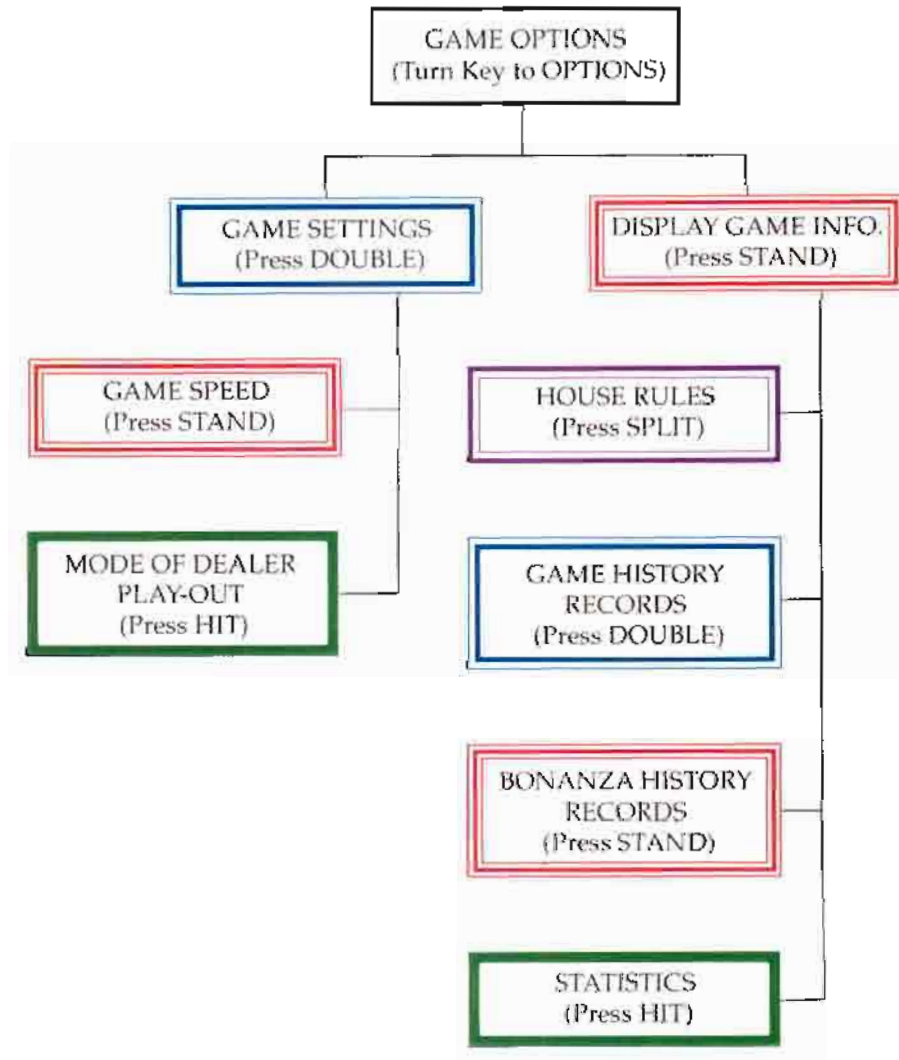 GAME OPTIONS
(Turn Key to OPTIONS)
GAME SETTINGS
(Press DOUBLE)
DISPLAY GAME INFO.
(Press STAND)
GAME SPEED
(Press STAND)
HOUSE RULES
(Press SPLIT)
MODE OF DEALER
PLAY-OUT
(Press HIT)
GAME HISTORY
RECORDS
(Press DOUBLE)
BONANZA HISTORY
RECORDS
(Press STAND)
STATISTICS
(Press HIT)